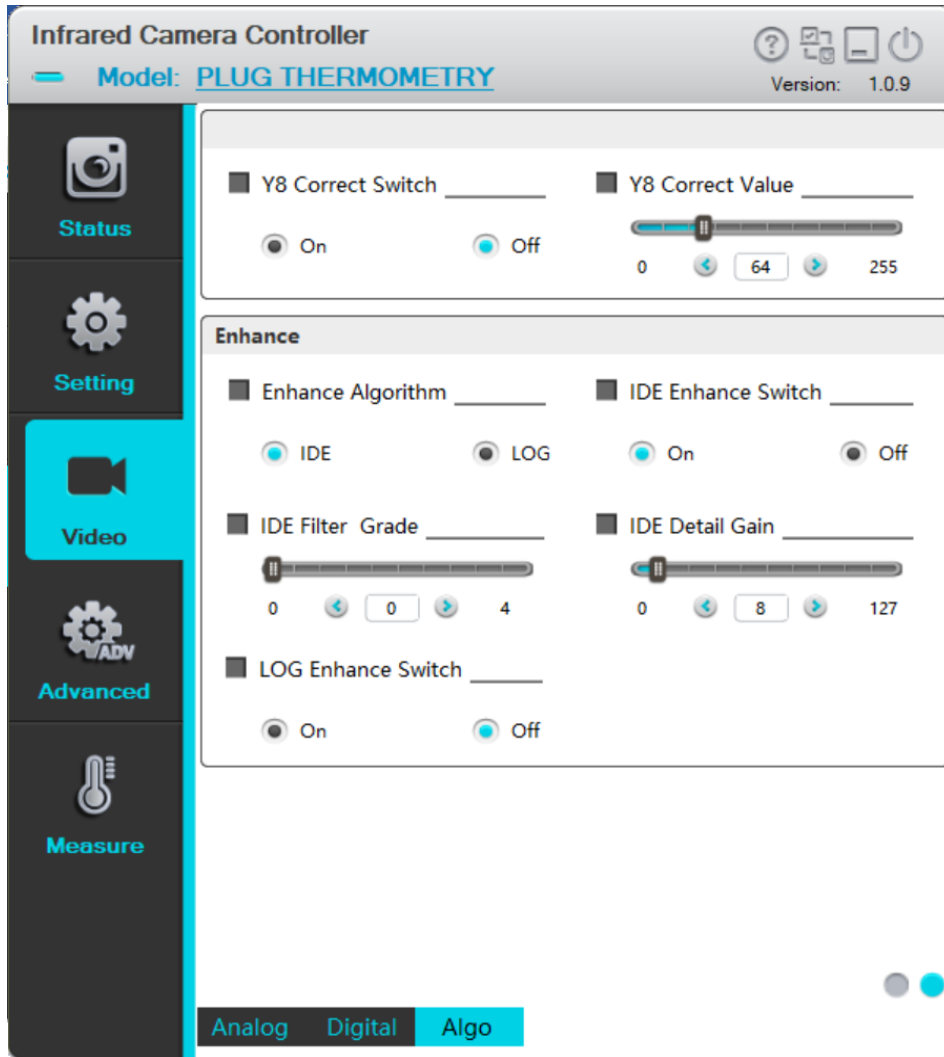 Infrared Camera Controller
Model: PLUG THERMOMETRY
Version: 1.0.9
Status
Setting
Video
ADV
Advanced
Measure
Y8 Correct Switch
On Off
Y8 Correct Value
0 64 255
Enhance
Enhance Algorithm
IDE LOG
IDE Enhance Switch
On Off
IDE Filter Grade
0 0 4
IDE Detail Gain
0 8 127
LOG Enhance Switch
On Off
Analog Digital Algo